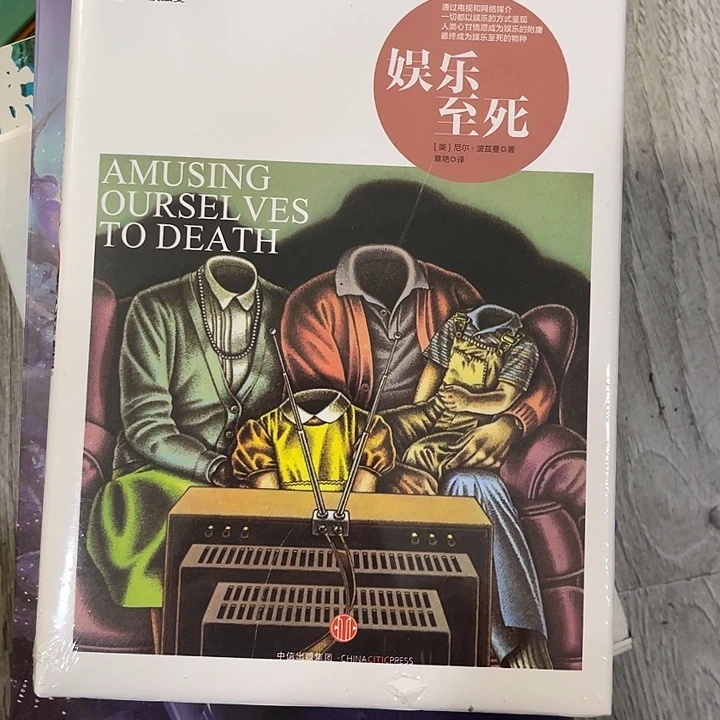 通过电视和网络媒介
一切都以娱乐的方式呈现
人类心甘情愿成为娱乐的附庸
最终成为娱乐至死的物种
娱乐
至死
[美] 尼尔·波兹曼◎著
章艳◎译
AMUSING
OURSELVES
TO DEATH
中信出版集团·CHINACITICPRESS